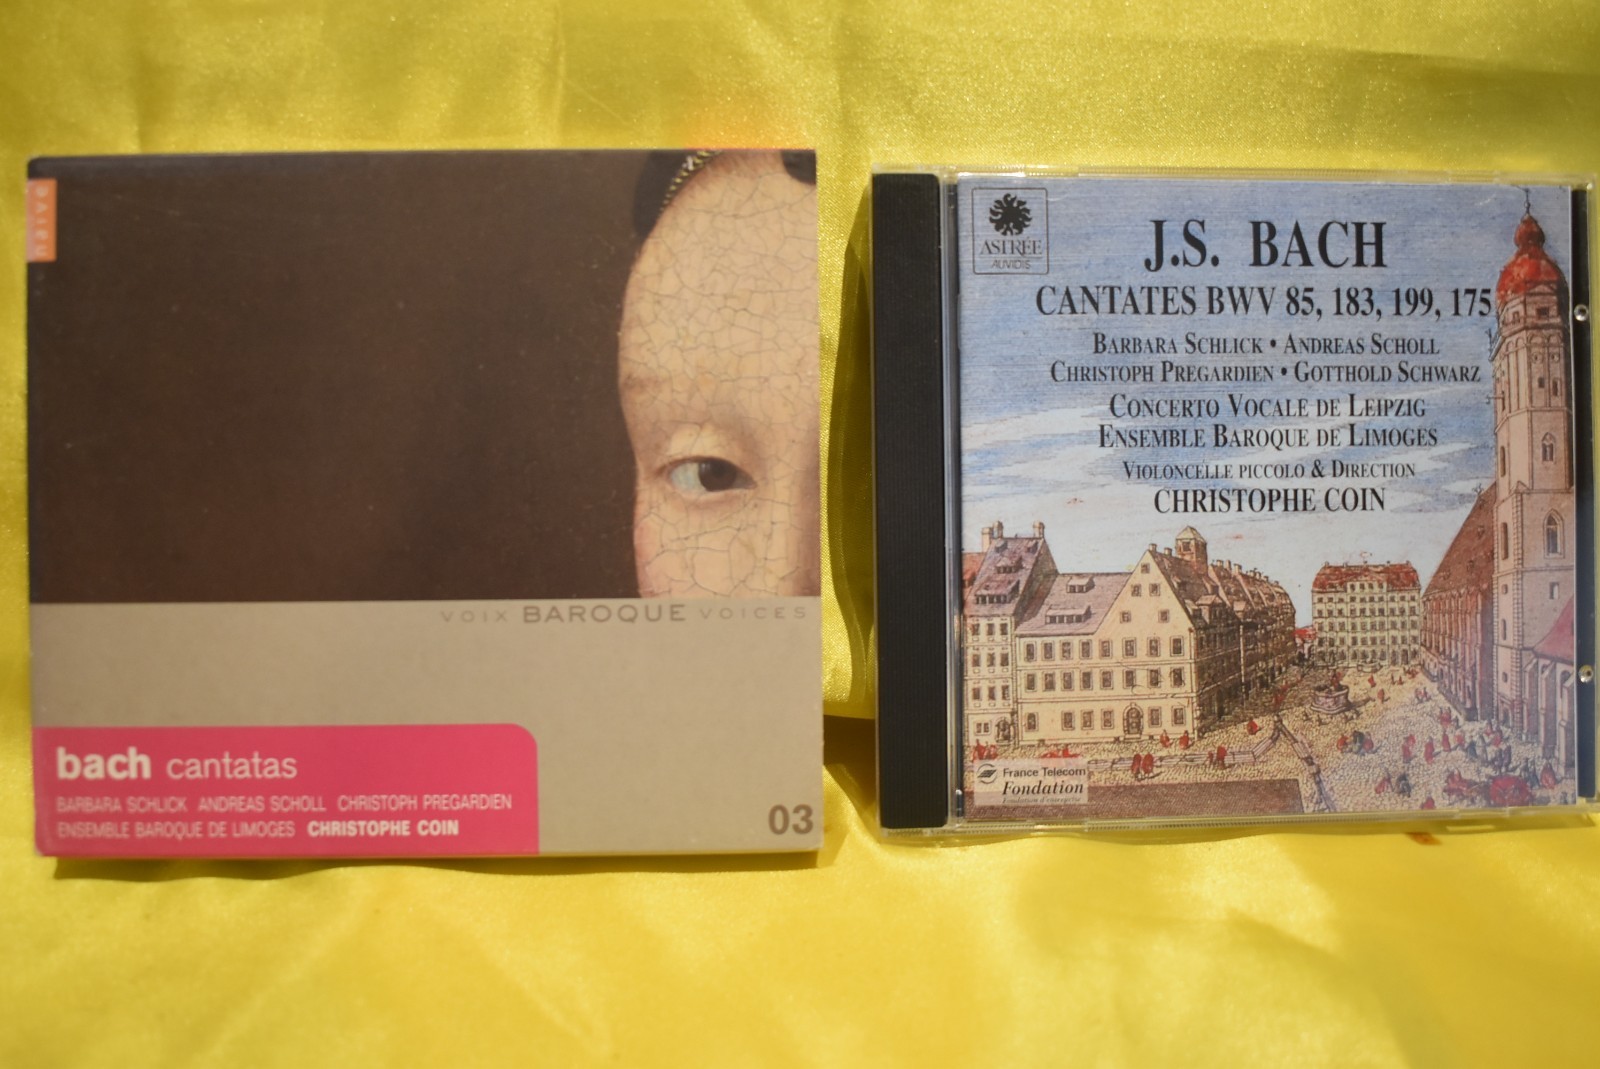 naïve
VOIX BAROQUE VOICES
bach cantatas
BARBARA SCHLICK ANDREAS SCHOLL CHRISTOPH PREGARDIEN
ENSEMBLE BAROQUE DE LIMOGES CHRISTOPHE COIN
03
ASTRÉE
AUVIDIS
J.S. BACH
CANTATES BWV 85, 183, 199, 175
BARBARA SCHLICK • ANDREAS SCHOLL
CHRISTOPH PREGARDIEN • GOTTHOLD SCHWARZ
CONCERTO VOCALE DE LEIPZIG
ENSEMBLE BAROQUE DE LIMOGES
VIOLONCELLE PICCOLO & DIRECTION
CHRISTOPHE COIN
France Telecom
Fondation
Fondation d'entreprise